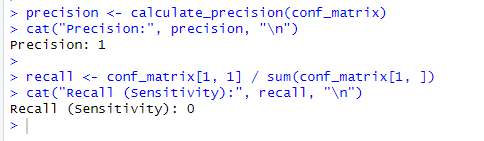 > precision <- calculate_precision(conf_matrix)
> cat("Precision:", precision, "\n")
Precision: 1
>
> recall <- conf_matrix[1, 1] / sum(conf_matrix[1, ])
> cat("Recall (Sensitivity):", recall, "\n")
Recall (Sensitivity): 0
>